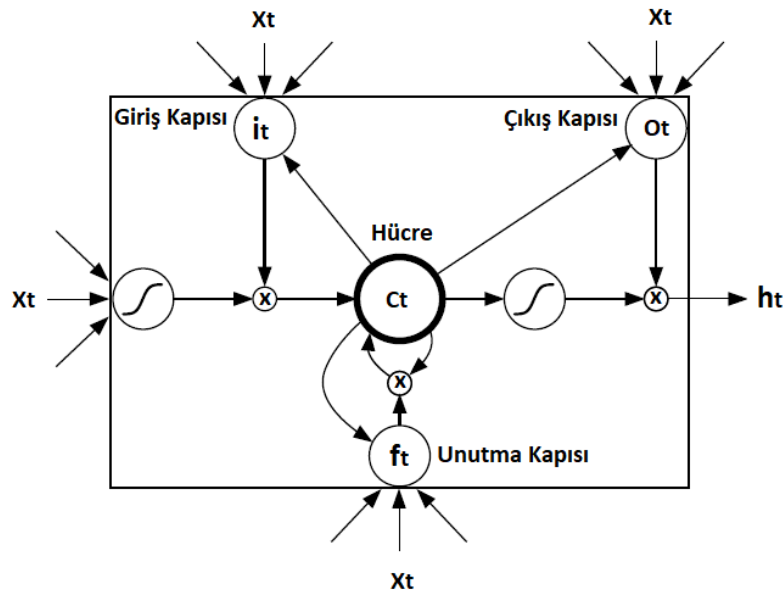 Xt
Xt
Giriş Kapısı
it
Çıkış Kapısı
Ot
Hücre
Xt
x
Ct
x
ht
x
ft
Unutma Kapısı
Xt